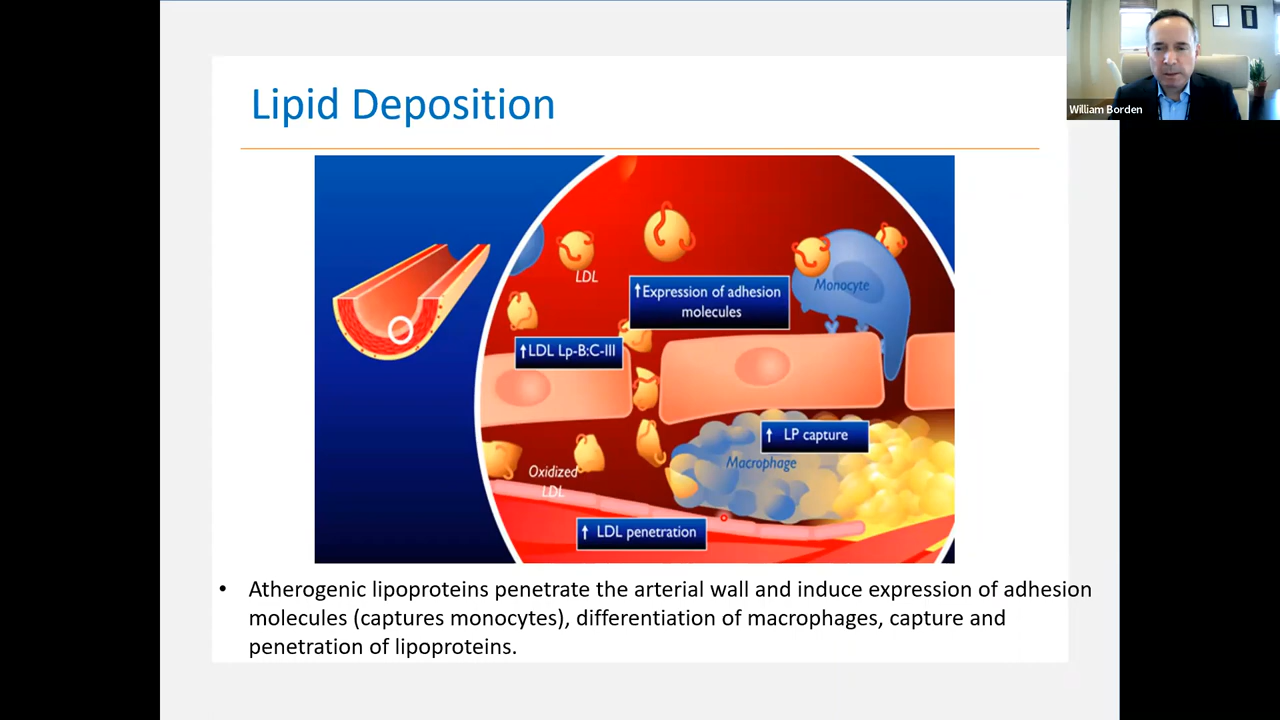 Lipid Deposition
William Borden
LDL
↑Expression of adhesion
molecules
Monocyte
↑LDL Lp-B:C-III
↑ LP capture
Macrophage
Oxidized
LDL
↑ LDL penetration
• Atherogenic lipoproteins penetrate the arterial wall and induce expression of adhesion
molecules (captures monocytes), differentiation of macrophages, capture and
penetration of lipoproteins.